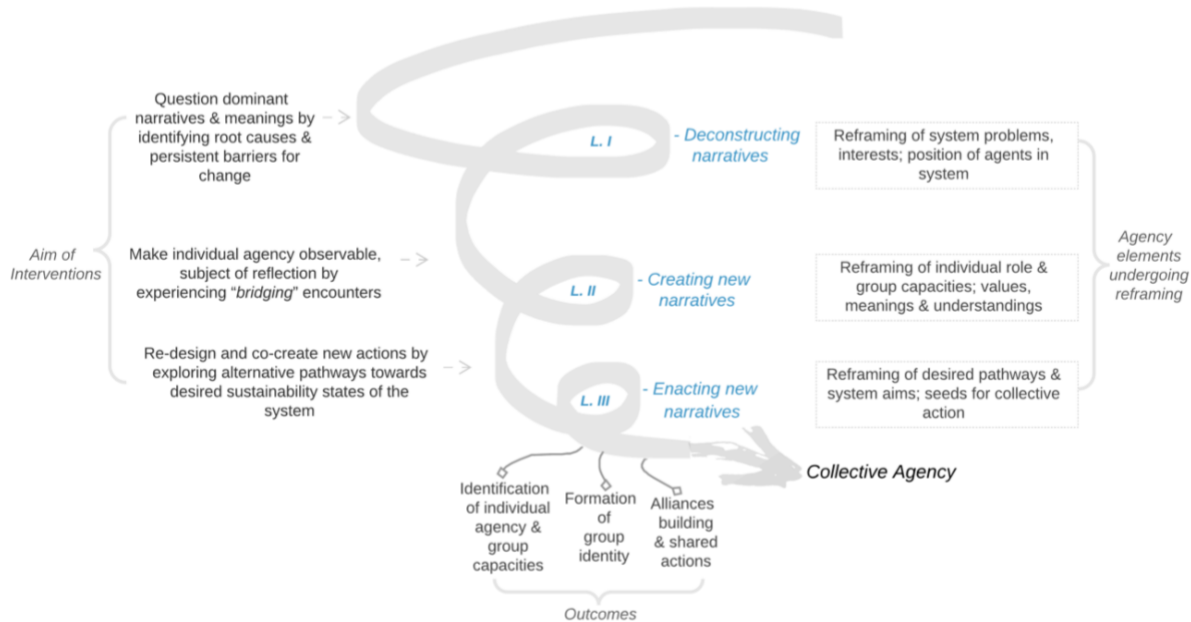 Question dominant
narratives & meanings by
identifying root causes &
persistent barriers for
change
L. I
- Deconstructing
narratives
Reframing of system problems,
interests; position of agents in
system
Aim of
Interventions
Make individual agency observable,
subject of reflection by
experiencing “bridging” encounters
L. II
- Creating new
narratives
Reframing of individual role &
group capacities; values,
meanings & understandings
Agency
elements
undergoing
reframing
Re-design and co-create new actions by
exploring alternative pathways towards
desired sustainability states of the
system
L. III
- Enacting new
narratives
Reframing of desired pathways &
system aims; seeds for collective
action
Collective Agency
Identification
of individual
agency &
group
capacities
Formation
of
group
identity
Alliances
building
& shared
actions
Outcomes